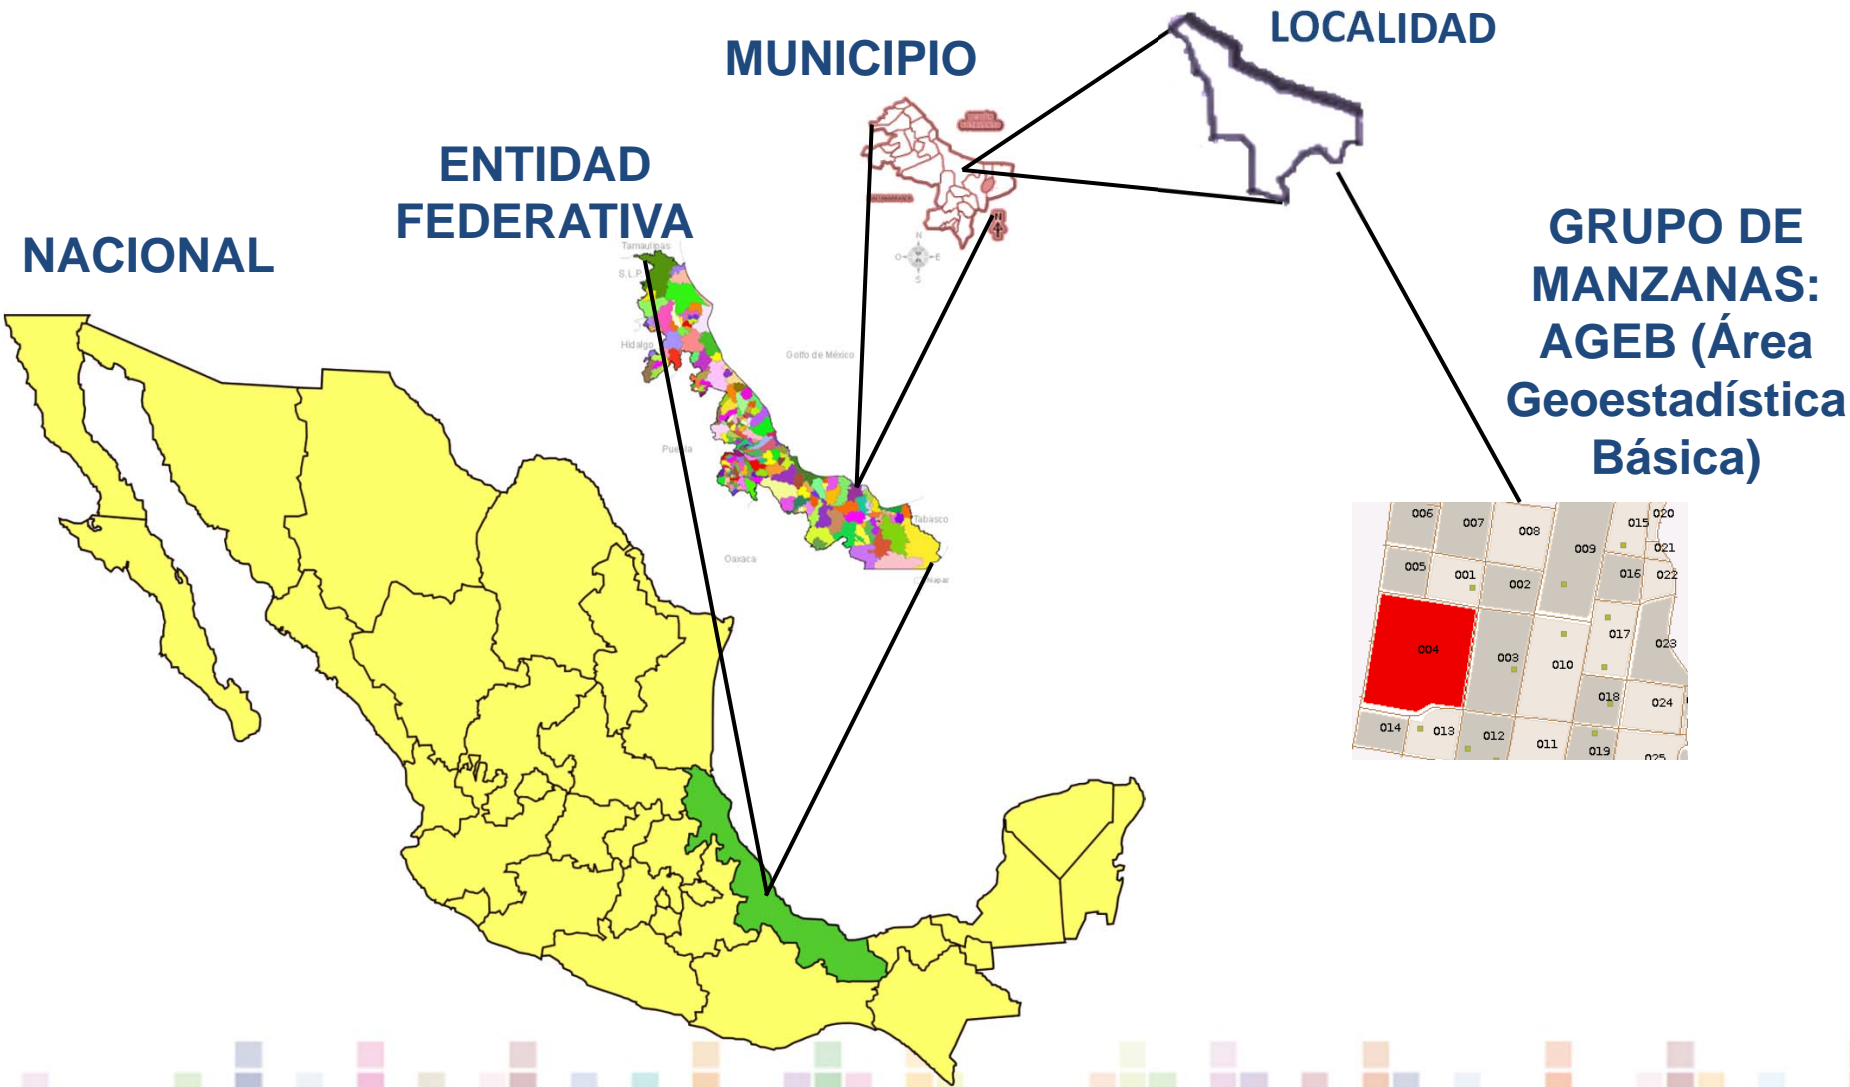 NACIONAL
ENTIDAD
FEDERATIVA
MUNICIPIO
LOCALIDAD
GRUPO DE
MANZANAS:
AGEB (Área
Geoestadística
Básica)
Tamaulipas
S.L.P.
Hidalgo
Golfo de México
Puebla
Oaxaca
Tabasco
N
O
E
S
N
006
007
008
009
015
020
021
005
001
002
016
022
004
003
010
017
023
018
024
014
013
012
011
019
025